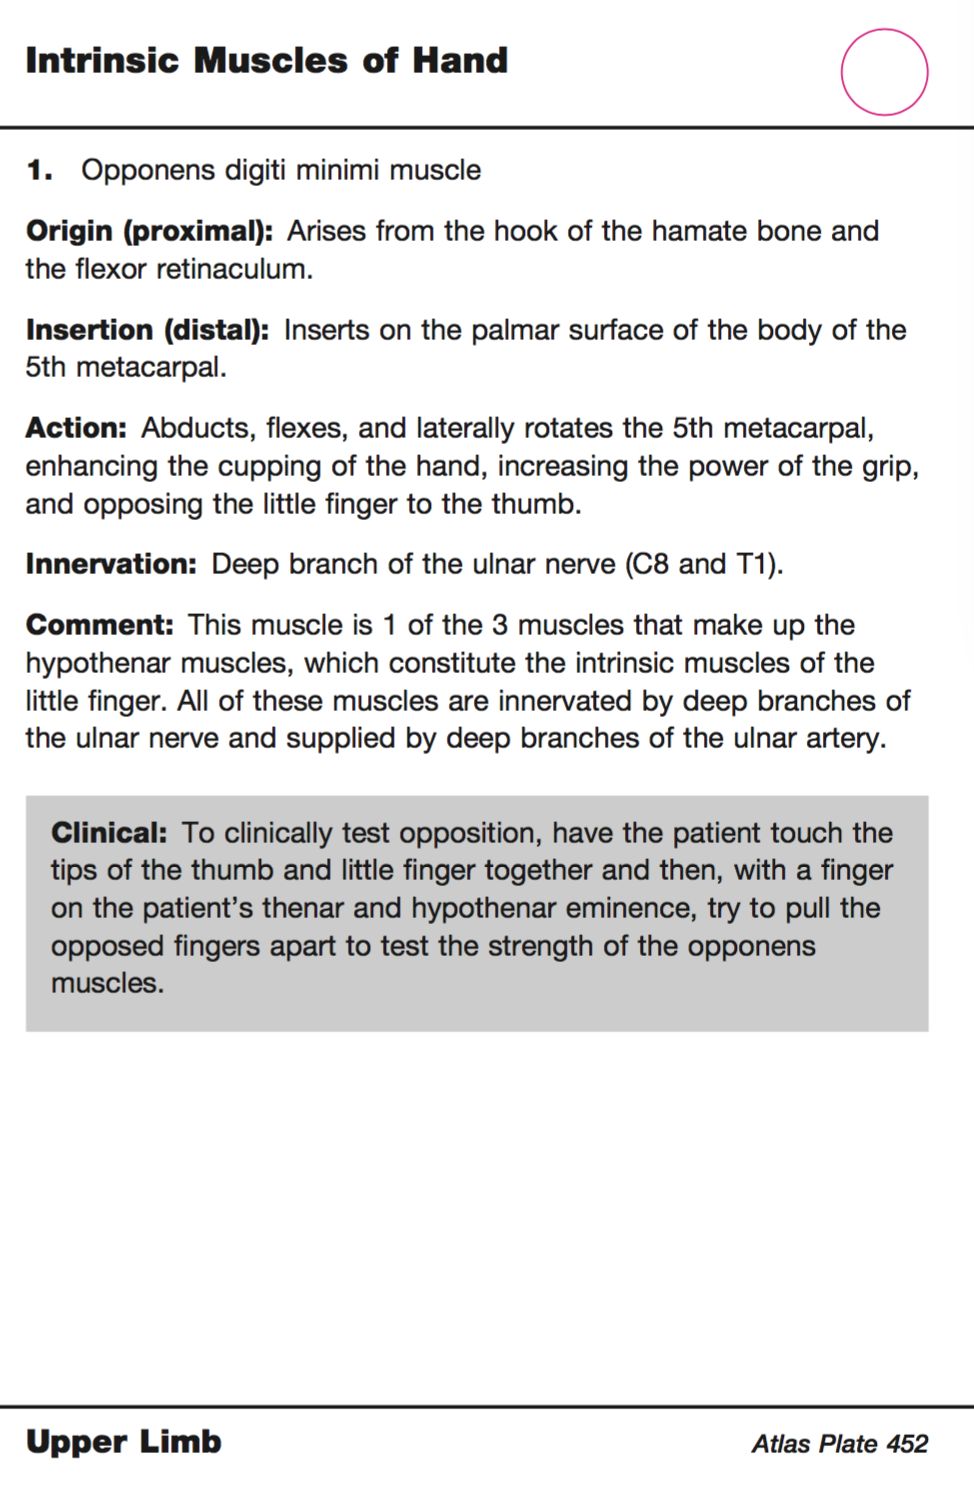 Intrinsic Muscles of Hand
1. Opponens digiti minimi muscle
Origin (proximal): Arises from the hook of the hamate bone and
the flexor retinaculum.
Insertion (distal): Inserts on the palmar surface of the body of the
5th metacarpal.
Action: Abducts, flexes, and laterally rotates the 5th metacarpal,
enhancing the cupping of the hand, increasing the power of the grip,
and opposing the little finger to the thumb.
Innervation: Deep branch of the ulnar nerve (C8 and T1).
Comment: This muscle is 1 of the 3 muscles that make up the
hypothenar muscles, which constitute the intrinsic muscles of the
little finger. All of these muscles are innervated by deep branches of
the ulnar nerve and supplied by deep branches of the ulnar artery.
Clinical: To clinically test opposition, have the patient touch the
tips of the thumb and little finger together and then, with a finger
on the patient’s thenar and hypothenar eminence, try to pull the
opposed fingers apart to test the strength of the opponens
muscles.
Upper Limb
Atlas Plate 452